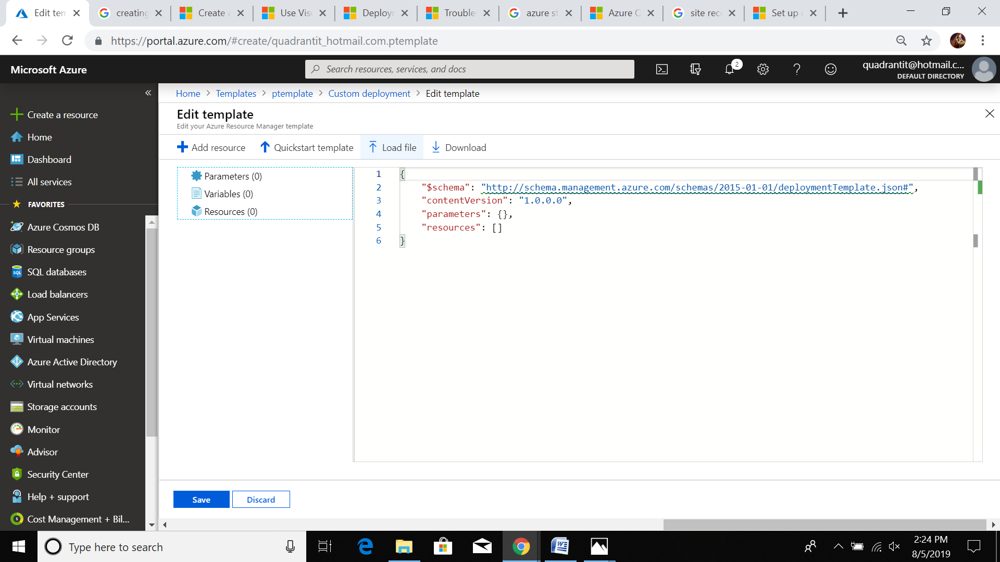 Edit ten
creating
Create a
Use Vis
Deployr
Trouble
azure st
Azure C
site reco
Set up
https://portal.azure.com/#create/quadrantit_hotmail.com.ptemplate
Microsoft Azure
Search resources, services, and docs
2
quadrantit@hotmail.c...
DEFAULT DIRECTORY
«
Home > Templates > ptemplate > Custom deployment > Edit template
Create a resource
Home
Dashboard
All services
FAVORITES
Azure Cosmos DB
Resource groups
SQL databases
Load balancers
App Services
Virtual machines
Azure Active Directory
Virtual networks
Storage accounts
Monitor
Advisor
Security Center
Help + support
Cost Management + Bil...
Edit template
Edit your Azure Resource Manager template
Add resource
Quickstart template
Load file
Download
Parameters (0)
Variables (0)
Resources (0)
1 {
2 "$schema": "http://schema.management.azure.com/schemas/2015-01-01/deploymentTemplate.json#",
3 "contentVersion": "1.0.0.0",
4 "parameters": {},
5 "resources": []
6 }
Save
Discard
Type here to search
2:24 PM
8/5/2019